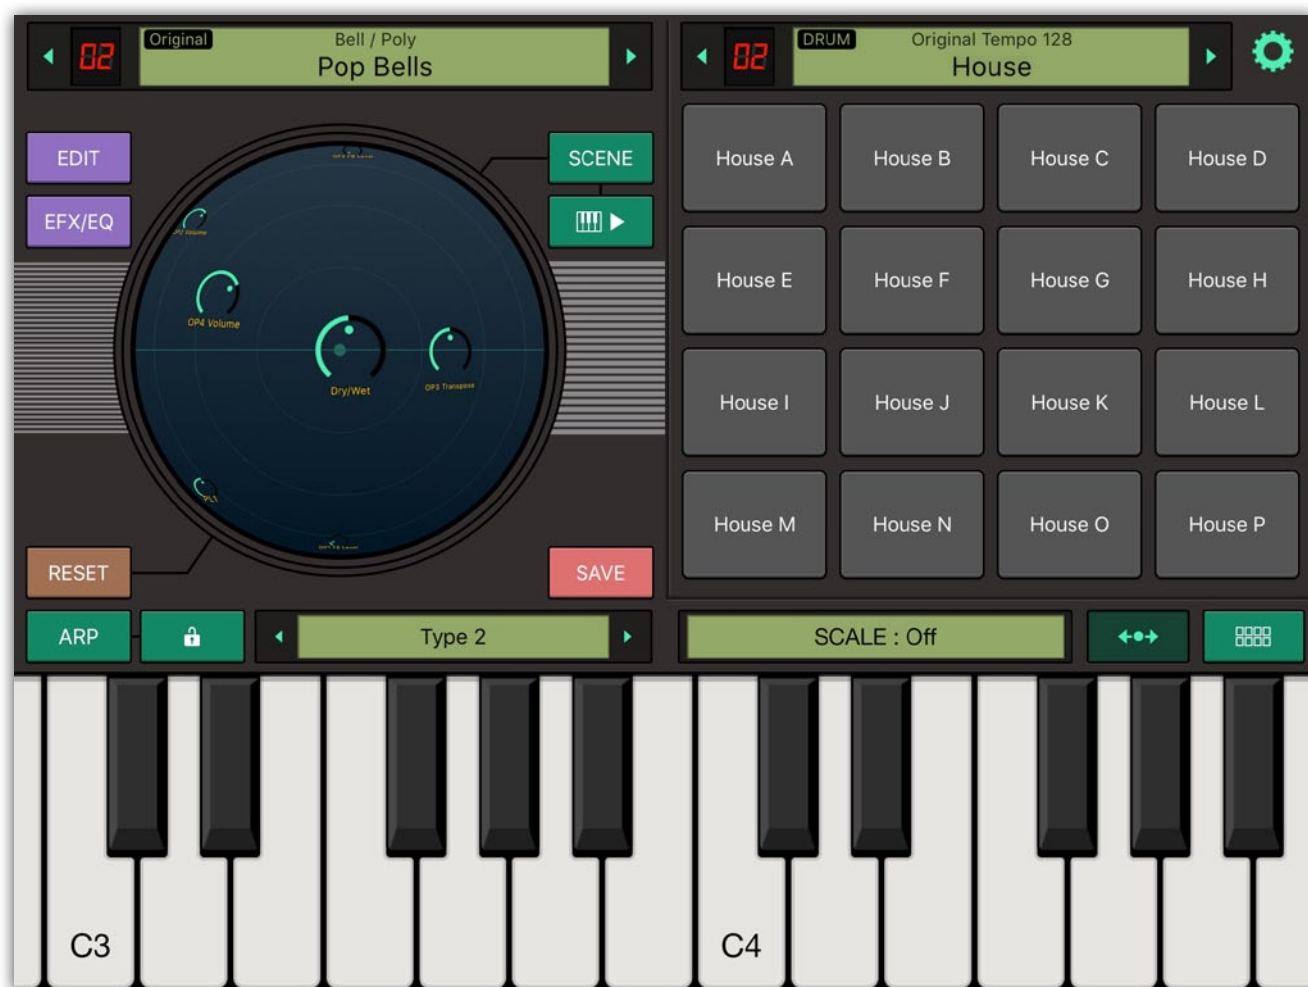 02
Original
Bell / Poly
Pop Bells
02
DRUM
Original Tempo 128
House
EDIT
EFX/EQ
SCENE
OP2 Volume
OP4 Volume
Dry/Wet
OP3 Transpose
House A
House B
House C
House D
House E
House F
House G
House H
House I
House J
House K
House L
House M
House N
House O
House P
RESET
SAVE
ARP
Type 2
SCALE : Off
C3
C4